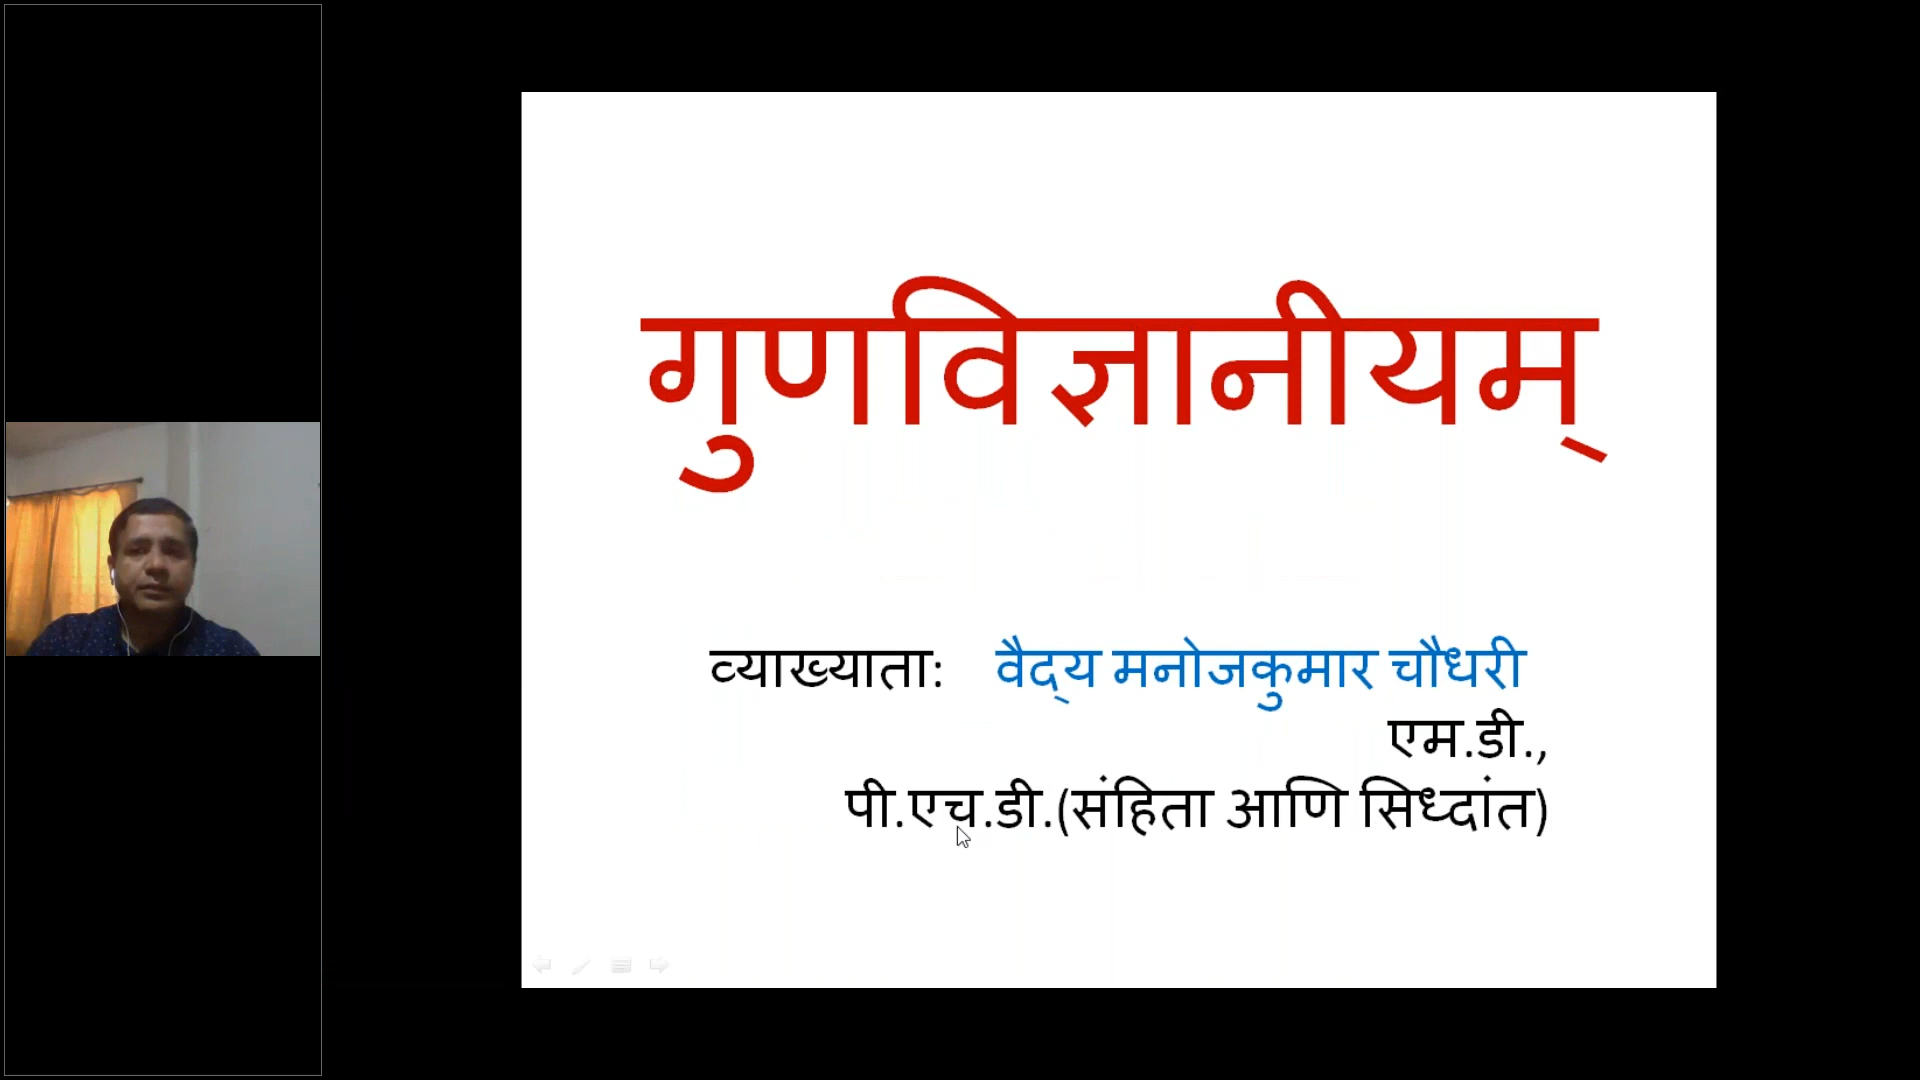 गुणविज्ञानीयम्
व्याख्याताः वैद्‌य मनोजकुमार चौधरी
एम.डी.,
पी.एच.डी.(संहिता आणि सिध्दांत)